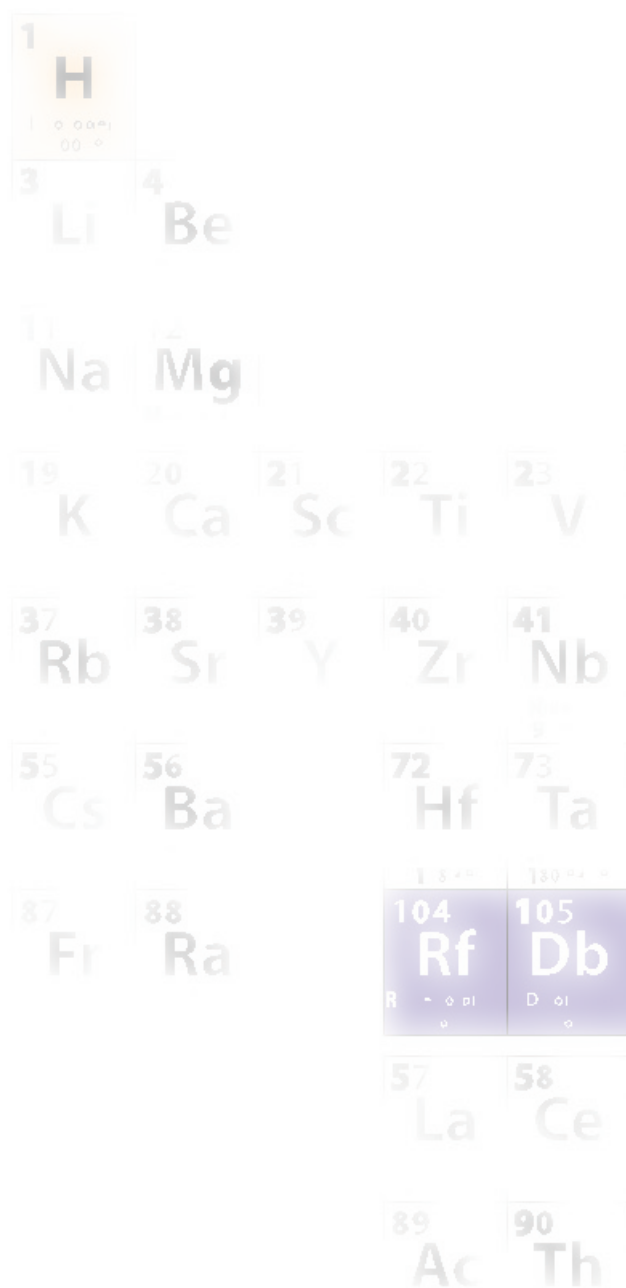 1
H
3 4
Li Be
Na Mg
19 20 21 22 23
K Ca Sc Ti V
37 38 39 40 41
Rb Sr Y Zr Nb
55 56 72 73
Cs Ba Hf Ta
87 88 104 105
Fr Ra Rf Db
57 58
La Ce
89 90
Ac Th